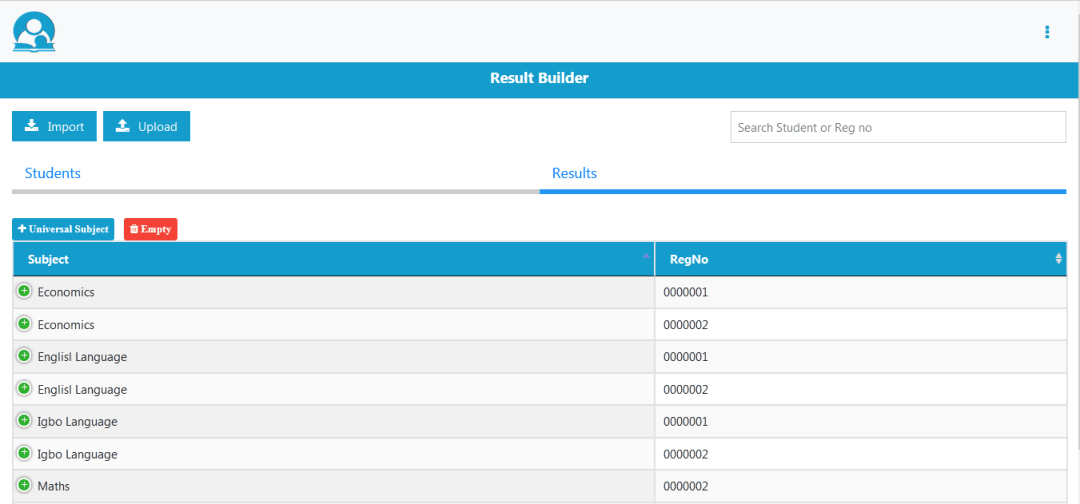 Result Builder
Import Upload Search Student or Reg no
Students Results
Universal Subject Empty
Subject RegNo
Economics 0000001
Economics 0000002
Englisl Language 0000001
Englisl Language 0000002
Igbo Language 0000001
Igbo Language 0000002
Maths 0000002